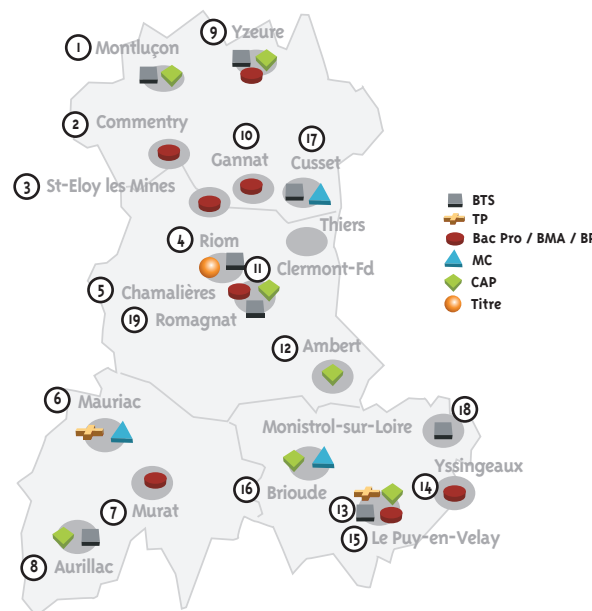 9 Yzeure
1 Montluçon
2 Commentry
10 Gannat
17 Cusset
3 St-Eloy les Mines
Thiers
4 Riom
11 Clermont-Fd
5 Chamalières
19 Romagnat
12 Ambert
6 Mauriac
18 Monistrol-sur-Loire
14 Yssingeaux
16 Brioude
7 Murat
13
15 Le Puy-en-Velay
8 Aurillac
BTS
TP
Bac Pro / BMA / BP
MC
CAP
Titre